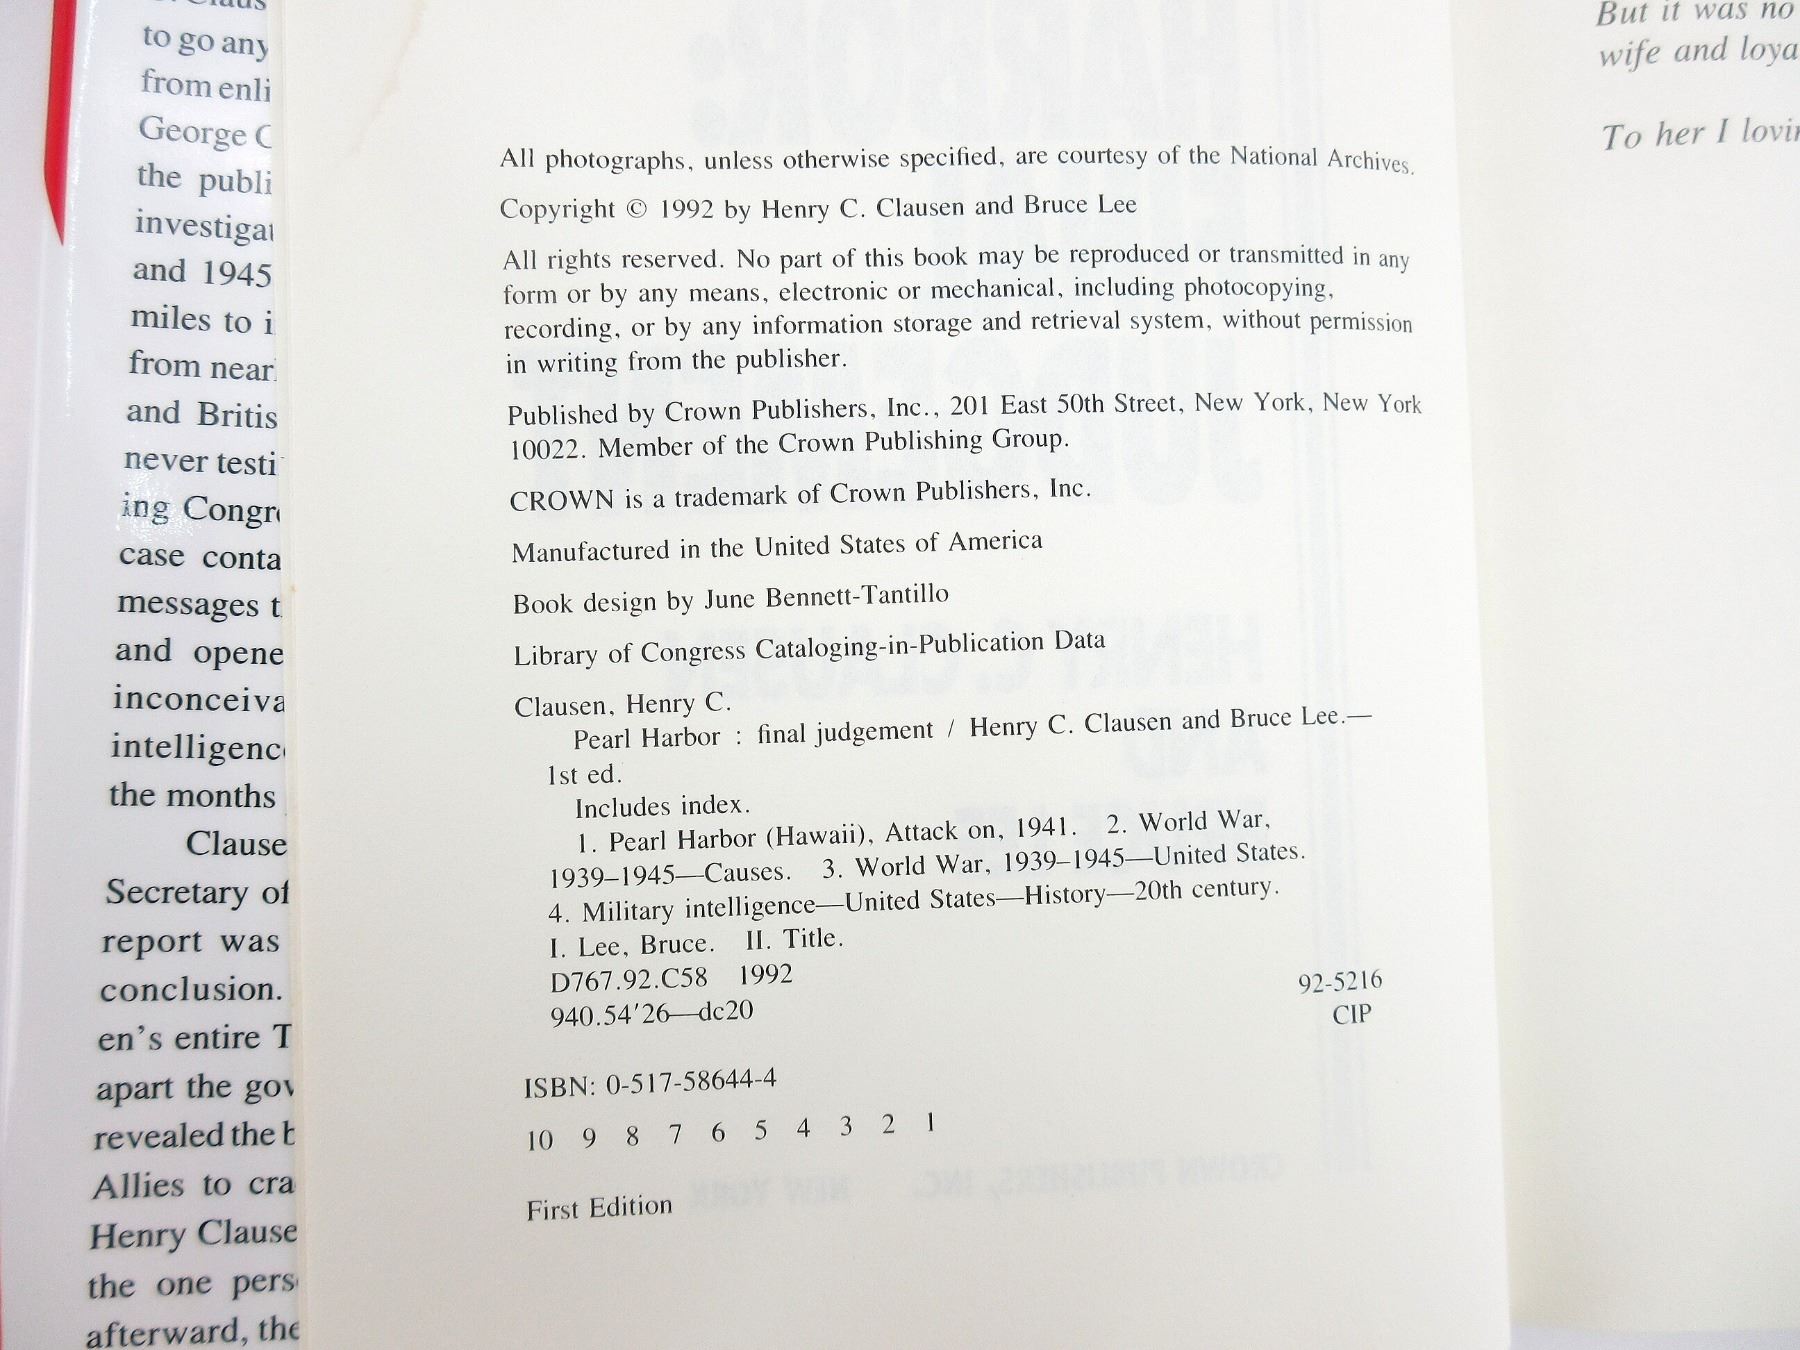 to go any
from enli
George C
the publi
investigat
and 1945
miles to i
from near
and Britis
never testi
ing Congre
case conta
messages t
and opene
inconceiva
intelligence
the months
Clause
Secretary of
report was
conclusion.
en's entire T
apart the gov
revealed the b
Allies to cra
Henry Clause
the one pers
afterward, the
All photographs, unless otherwise specified, are courtesy of the National Archives.
Copyright © 1992 by Henry C. Clausen and Bruce Lee
All rights reserved. No part of this book may be reproduced or transmitted in any
form or by any means, electronic or mechanical, including photocopying,
recording, or by any information storage and retrieval system, without permission
in writing from the publisher.
Published by Crown Publishers, Inc., 201 East 50th Street, New York, New York
10022. Member of the Crown Publishing Group.
CROWN is a trademark of Crown Publishers, Inc.
Manufactured in the United States of America
Book design by June Bennett-Tantillo
Library of Congress Cataloging-in-Publication Data
Clausen, Henry C.
Pearl Harbor : final judgement / Henry C. Clausen and Bruce Lee.—
1st ed.
Includes index.
1. Pearl Harbor (Hawaii), Attack on, 1941. 2. World War,
1939–1945—Causes. 3. World War, 1939–1945—United States.
4. Military intelligence—United States—History—20th century.
I. Lee, Bruce. II. Title.
D767.92.C58 1992
92-5216
940.54'26—dc20
CIP
ISBN: 0-517-58644-4
10 9 8 7 6 5 4 3 2 1
First Edition
But it was no
wife and loya
To her I lovin